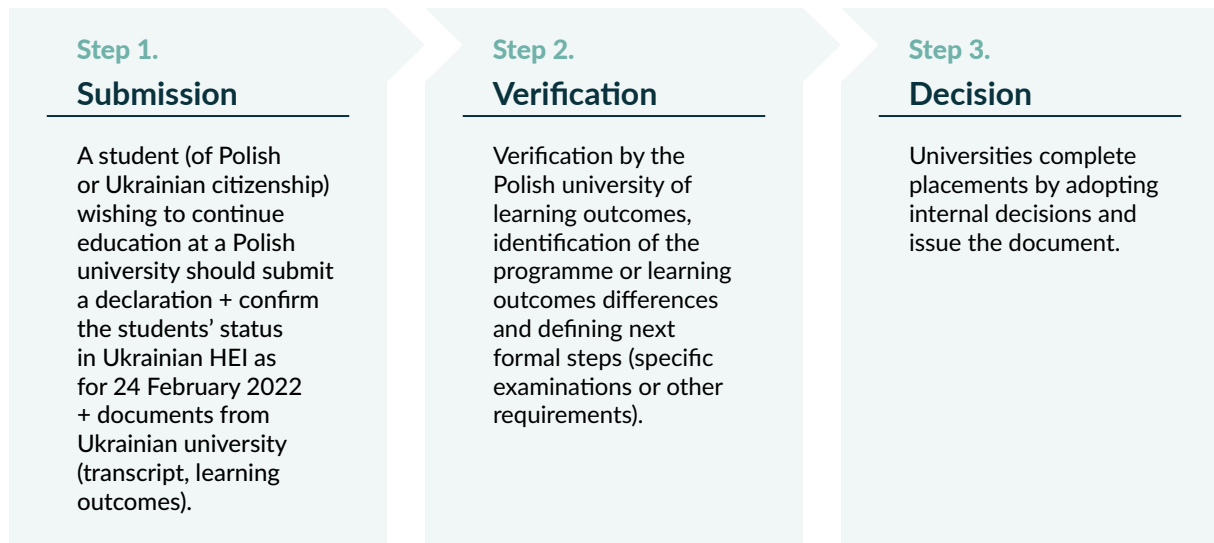 Step 1.
Submission
A student (of Polish
or Ukrainian citizenship)
wishing to continue
education at a Polish
university should submit
a declaration + confirm
the students’ status
in Ukrainian HEI as
for 24 February 2022
+ documents from
Ukrainian university
(transcript, learning
outcomes).
Step 2.
Verification
Verification by the
Polish university of
learning outcomes,
identification of the
programme or learning
outcomes differences
and defining next
formal steps (specific
examinations or other
requirements).
Step 3.
Decision
Universities complete
placements by adopting
internal decisions and
issue the document.